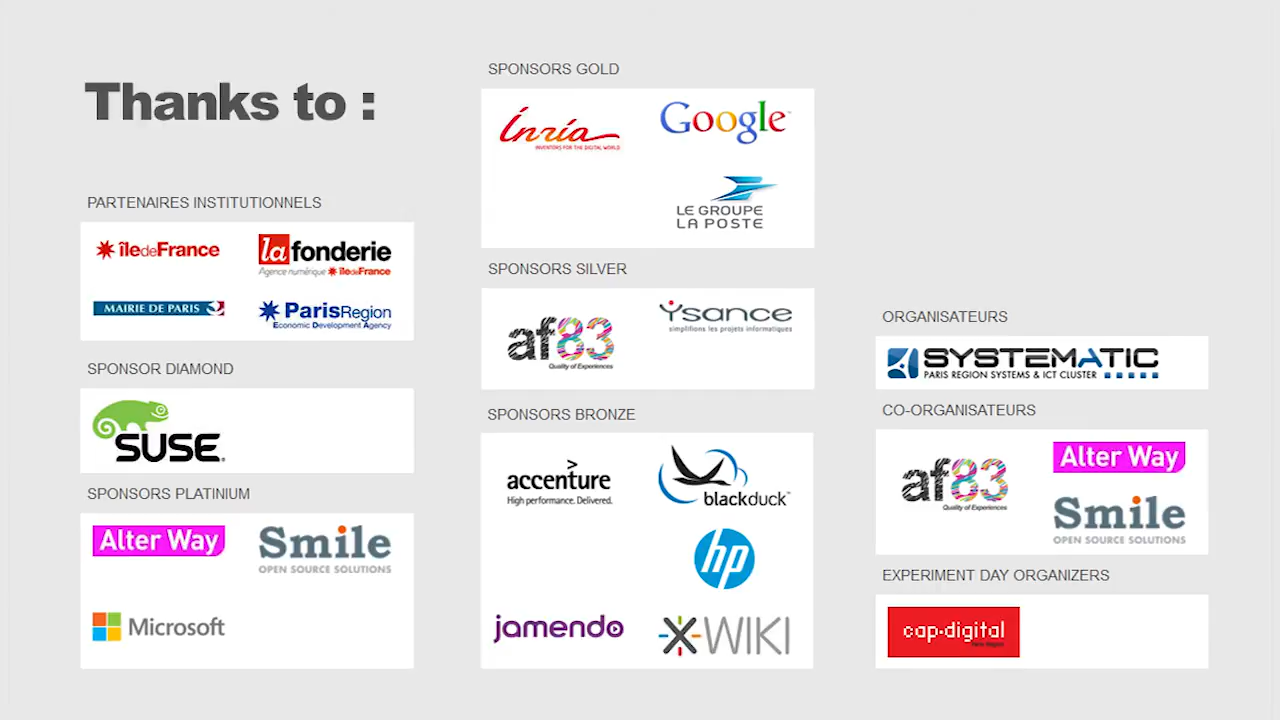 Thanks to :
PARTENAIRES INSTITUTIONNELS
îledeFrance
lafonderie
Agence numérique îledeFrance
MAIRIE DE PARIS
ParisRegion
Economic Development Agency
SPONSOR DIAMOND
SUSE
SPONSORS PLATINIUM
Alter Way
Smile
OPEN SOURCE SOLUTIONS
Microsoft
SPONSORS GOLD
Inria
INVENTORS FOR THE DIGITAL WORLD
Google™
LE GROUPE
LA POSTE
SPONSORS SILVER
af83
Quality of Experiences
Ysance
simplifions les projets informatiques
SPONSORS BRONZE
accenture
High performance. Delivered.
blackduck™
hp
jamendo
XWIKI
ORGANISATEURS
SYSTEMATIC
PARIS REGION SYSTEMS & ICT CLUSTER
CO-ORGANISATEURS
af83
Quality of Experiences
Alter Way
Smile
OPEN SOURCE SOLUTIONS
EXPERIMENT DAY ORGANIZERS
cap-digital